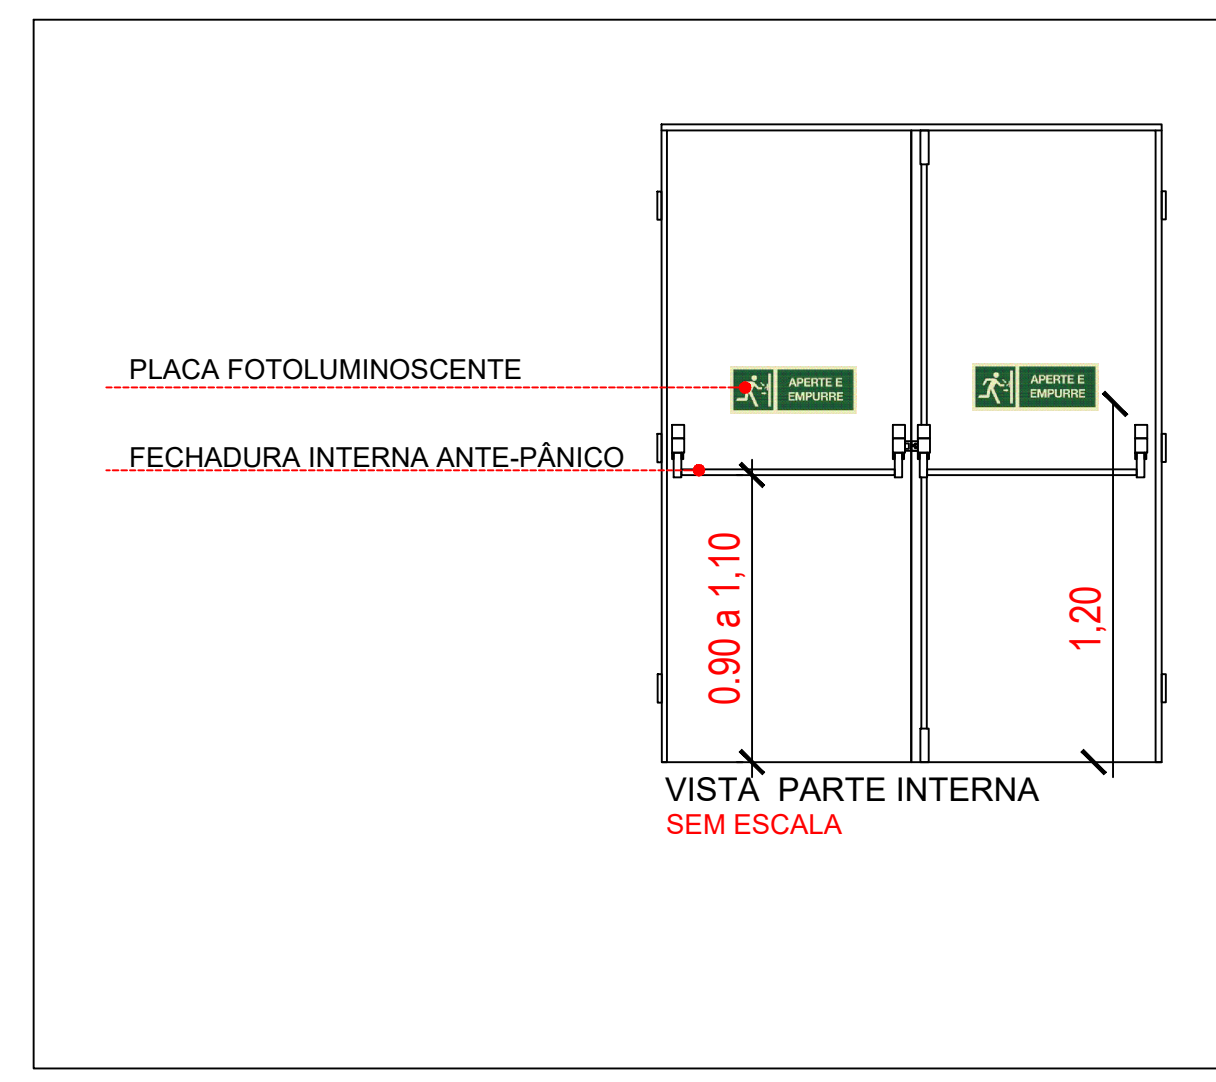 PLACA FOTOLUMINOSCENTE
APERTE E
EMPURRE
APERTE E
EMPURRE
FECHADURA INTERNA ANTE-PÂNICO
0.90 a 1,10
1,20
VISTA PARTE INTERNA
SEM ESCALA